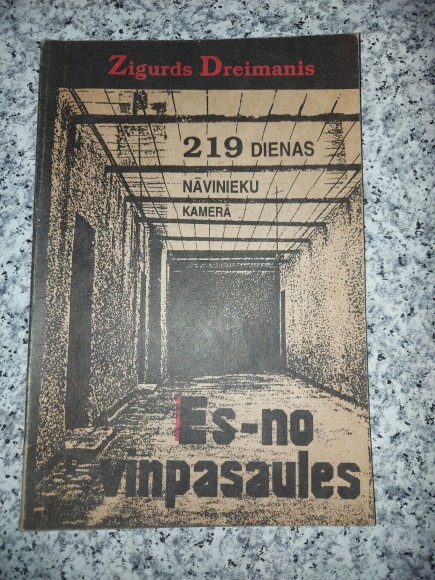 Zigurds Dreimanis
219 DIENAS
NĀVINIEKU
KAMERĀ
Es-no
viņpasaules